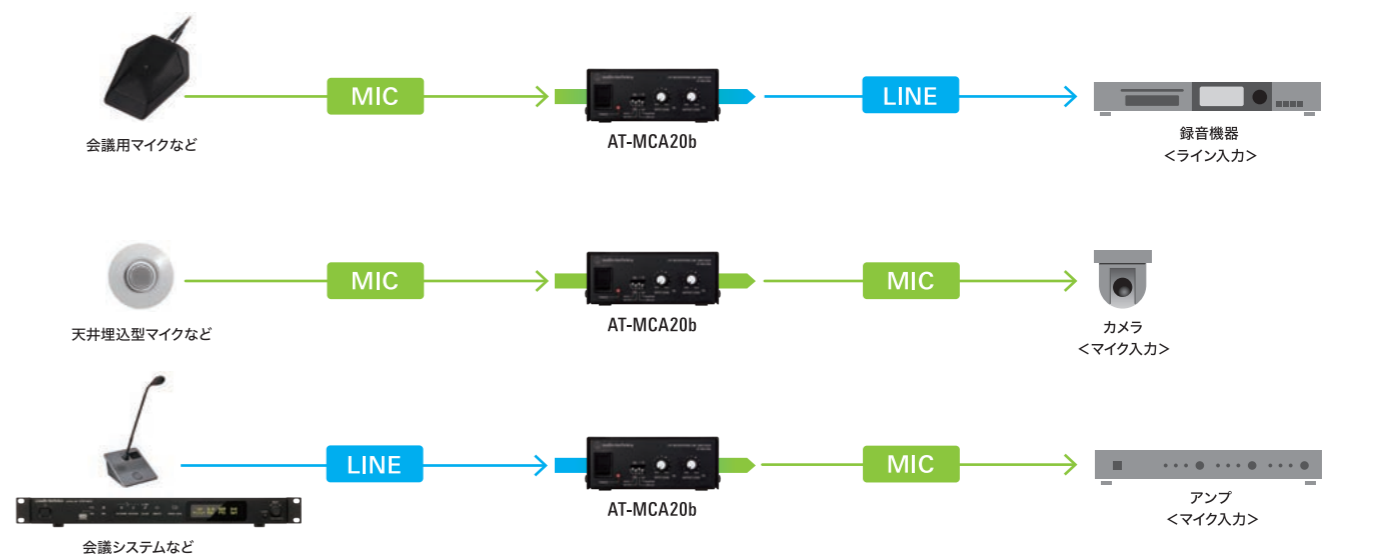 MIC
LINE
会議用マイクなど
AT-MCA20b
録音機器
＜ライン入力＞
MIC
MIC
天井埋込型マイクなど
AT-MCA20b
カメラ
＜マイク入力＞
LINE
MIC
AT-MCA20b
アンプ
＜マイク入力＞
会議システムなど